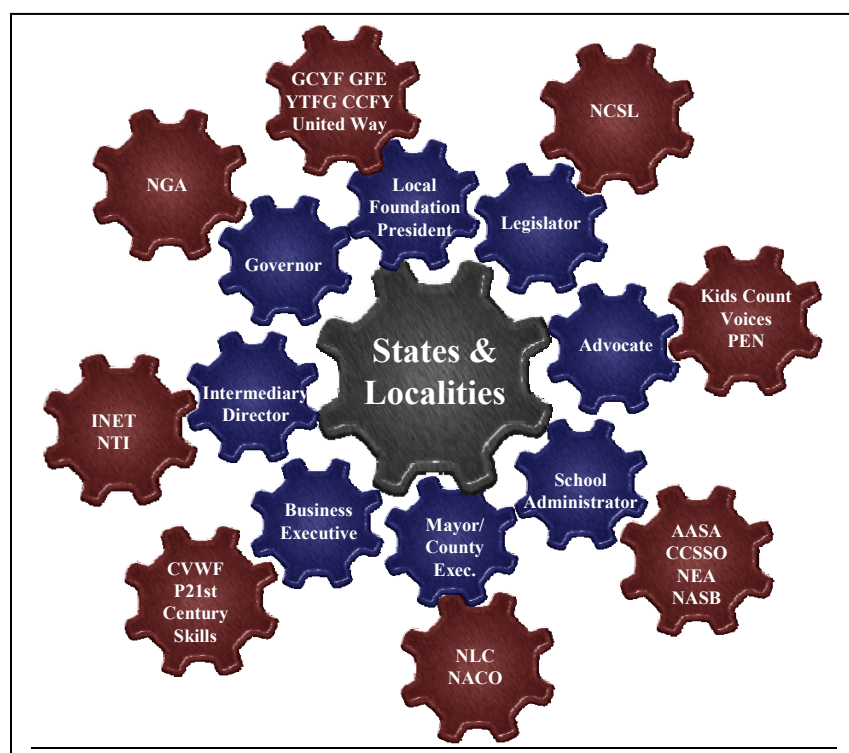 GCYF GFE
YTFG CCFY
United Way
NCSL
NGA
Local
Foundation
President
Legislator
Governor
Kids Count
Voices
PEN
Advocate
States &
Localities
Intermediary
Director
INET
NTI
School
Administrator
Business
Executive
Mayor/
County
Exec.
AASA
CCSSO
NEA
NASB
CVWF
P21st
Century
Skills
NLC
NACO